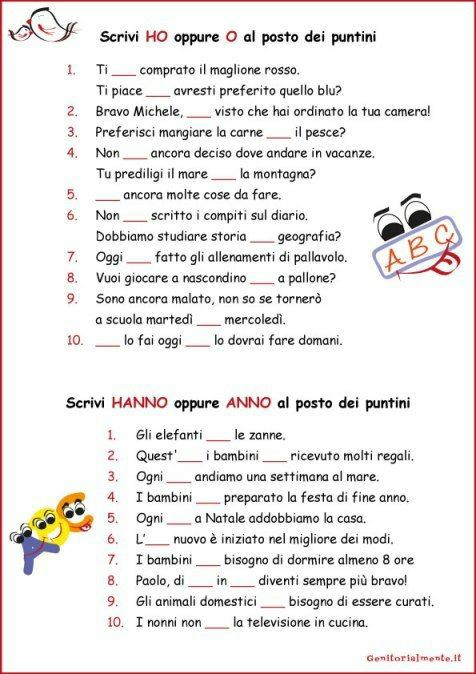 Scrivi HO oppure O al posto dei puntini
1. Ti ___ comprato il maglione rosso.
Ti piace ___ avresti preferito quello blu?
2. Bravo Michele, ___ visto che hai ordinato la tua camera!
3. Preferisci mangiare la carne ___ il pesce?
4. Non ___ ancora deciso dove andare in vacanze.
Tu prediligi il mare ___ la montagna?
5. ___ ancora molte cose da fare.
6. Non ___ scritto i compiti sul diario.
Dobbiamo studiare storia ___ geografia?
7. Oggi ___ fatto gli allenamenti di pallavolo.
8. Vuoi giocare a nascondino ___ a pallone?
9. Sono ancora malato, non so se tornerò
a scuola martedì ___ mercoledì.
10. ___ lo fai oggi ___ lo dovrai fare domani.
ABC
Scrivi HANNO oppure ANNO al posto dei puntini
1. Gli elefanti ___ le zanne.
2. Quest'___ i bambini ___ ricevuto molti regali.
3. Ogni ___ andiamo una settimana al mare.
4. I bambini ___ preparato la festa di fine anno.
5. Ogni ___ a Natale addobbiamo la casa.
6. L'___ nuovo è iniziato nel migliore dei modi.
7. I bambini ___ bisogno di dormire almeno 8 ore
8. Paolo, di ___ in ___ diventi sempre più bravo!
9. Gli animali domestici ___ bisogno di essere curati.
10. I nonni non ___ la televisione in cucina.
Genitorialmente.it